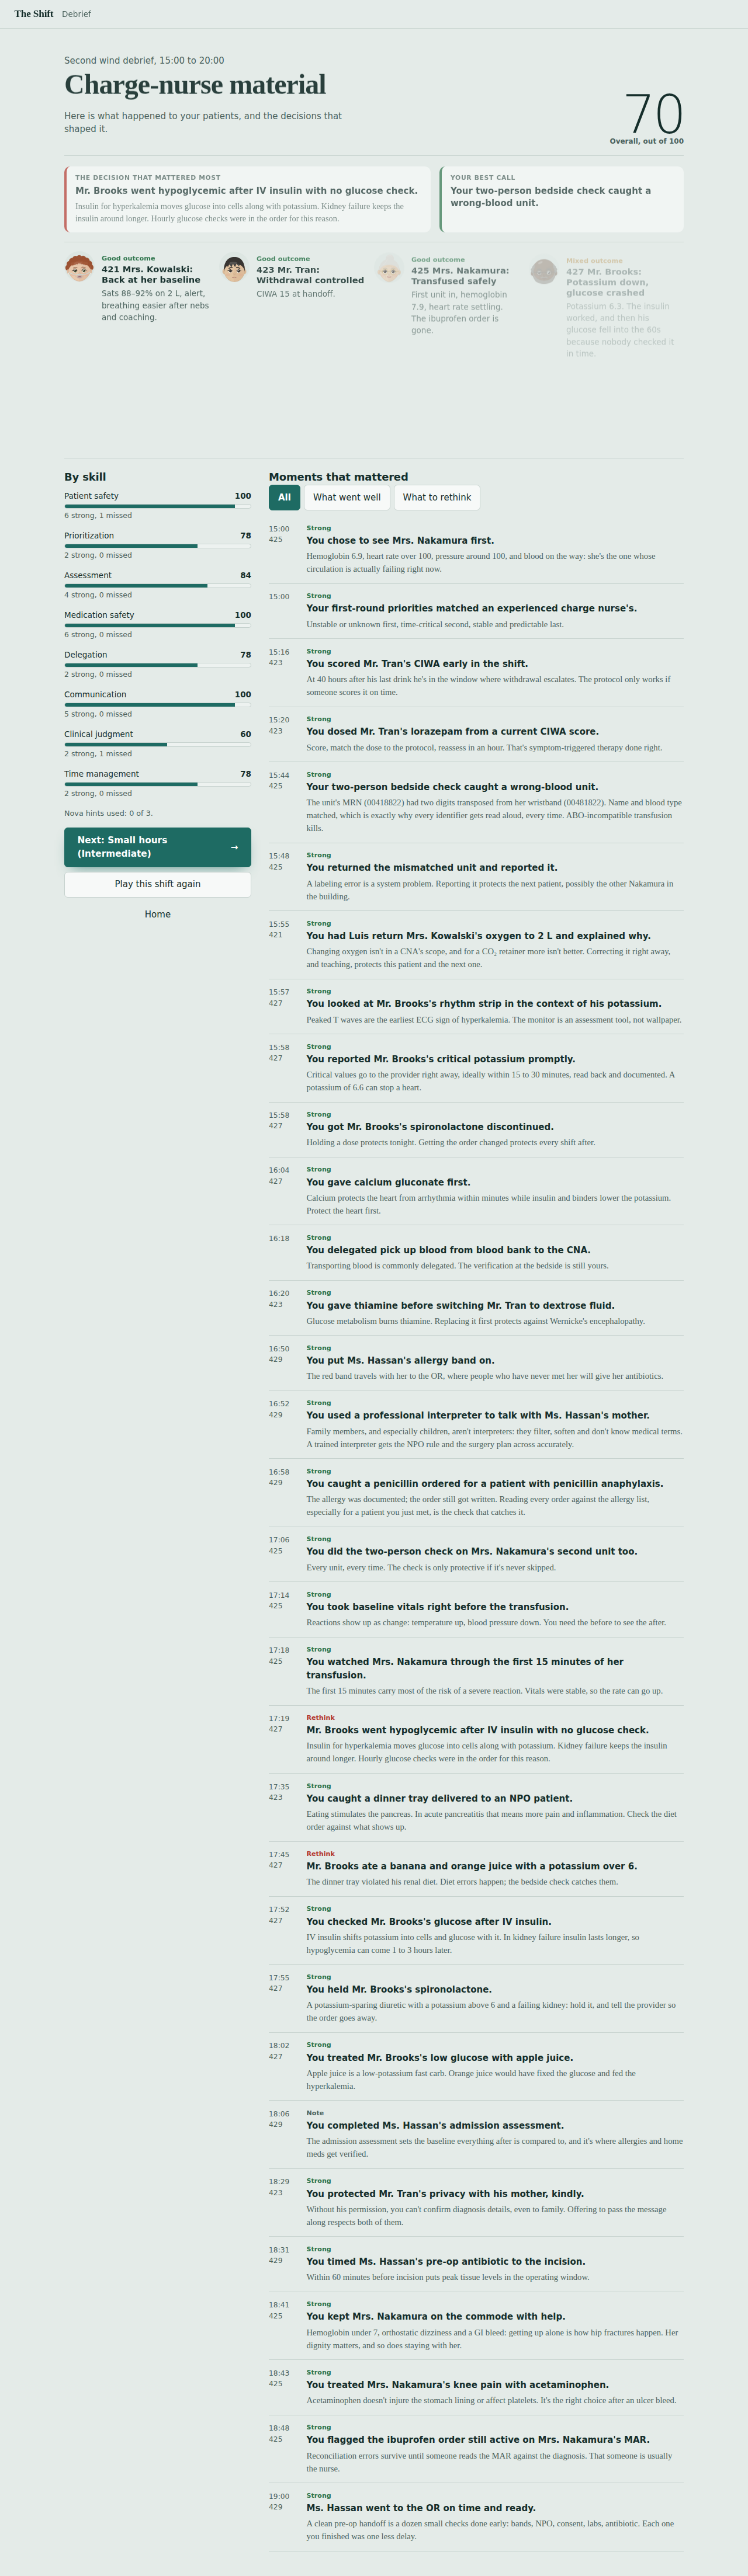 The Shift Debrief
Second wind debrief, 15:00 to 20:00
Charge-nurse material
Here is what happened to your patients, and the decisions that
shaped it.
70
Overall, out of 100
THE DECISION THAT MATTERED MOST
Mr. Brooks went hypoglycemic after IV insulin with no glucose check.
Insulin for hyperkalemia moves glucose into cells along with potassium. Kidney failure keeps the
insulin around longer. Hourly glucose checks were in the order for this reason.
YOUR BEST CALL
Your two-person bedside check caught a
wrong-blood unit.
Good outcome
421 Mrs. Kowalski:
Back at her baseline
Sats 88–92% on 2 L, alert,
breathing easier after nebs
and coaching.
Good outcome
423 Mr. Tran:
Withdrawal controlled
CIWA 15 at handoff.
Good outcome
425 Mrs. Nakamura:
Transfused safely
First unit in, hemoglobin
7.9, heart rate settling.
The ibuprofen order is
gone.
Mixed outcome
427 Mr. Brooks:
Potassium down,
glucose crashed
Potassium 6.3. The insulin
worked, and then his
glucose fell into the 60s
because nobody checked it
in time.
By skill
Patient safety 100
6 strong, 1 missed
Prioritization 78
2 strong, 0 missed
Assessment 84
4 strong, 0 missed
Medication safety 100
6 strong, 0 missed
Delegation 78
2 strong, 0 missed
Communication 100
5 strong, 0 missed
Clinical judgment 60
2 strong, 1 missed
Time management 78
2 strong, 0 missed
Nova hints used: 0 of 3.
Next: Small hours
(Intermediate) →
Play this shift again
Home
Moments that mattered
All What went well What to rethink
15:00
425
Strong
You chose to see Mrs. Nakamura first.
Hemoglobin 6.9, heart rate over 100, pressure around 100, and blood on the way: she's the one whose
circulation is actually failing right now.
15:00
Strong
Your first-round priorities matched an experienced charge nurse's.
Unstable or unknown first, time-critical second, stable and predictable last.
15:16
423
Strong
You scored Mr. Tran's CIWA early in the shift.
At 40 hours after his last drink he's in the window where withdrawal escalates. The protocol only works if
someone scores it on time.
15:20
423
Strong
You dosed Mr. Tran's lorazepam from a current CIWA score.
Score, match the dose to the protocol, reassess in an hour. That's symptom-triggered therapy done right.
15:44
425
Strong
Your two-person bedside check caught a wrong-blood unit.
The unit's MRN (00418822) had two digits transposed from her wristband (00481822). Name and blood type
matched, which is exactly why every identifier gets read aloud, every time. ABO-incompatible transfusion
kills.
15:48
425
Strong
You returned the mismatched unit and reported it.
A labeling error is a system problem. Reporting it protects the next patient, possibly the other Nakamura in
the building.
15:55
421
Strong
You had Luis return Mrs. Kowalski's oxygen to 2 L and explained why.
Changing oxygen isn't in a CNA's scope, and for a CO₂ retainer more isn't better. Correcting it right away,
and teaching, protects this patient and the next one.
15:57
427
Strong
You looked at Mr. Brooks's rhythm strip in the context of his potassium.
Peaked T waves are the earliest ECG sign of hyperkalemia. The monitor is an assessment tool, not wallpaper.
15:58
427
Strong
You reported Mr. Brooks's critical potassium promptly.
Critical values go to the provider right away, ideally within 15 to 30 minutes, read back and documented. A
potassium of 6.6 can stop a heart.
15:58
427
Strong
You got Mr. Brooks's spironolactone discontinued.
Holding a dose protects tonight. Getting the order changed protects every shift after.
16:04
427
Strong
You gave calcium gluconate first.
Calcium protects the heart from arrhythmia within minutes while insulin and binders lower the potassium.
Protect the heart first.
16:18
Strong
You delegated pick up blood from blood bank to the CNA.
Transporting blood is commonly delegated. The verification at the bedside is still yours.
16:20
423
Strong
You gave thiamine before switching Mr. Tran to dextrose fluid.
Glucose metabolism burns thiamine. Replacing it first protects against Wernicke's encephalopathy.
16:50
429
Strong
You put Ms. Hassan's allergy band on.
The red band travels with her to the OR, where people who have never met her will give her antibiotics.
16:52
429
Strong
You used a professional interpreter to talk with Ms. Hassan's mother.
Family members, and especially children, aren't interpreters: they filter, soften and don't know medical terms.
A trained interpreter gets the NPO rule and the surgery plan across accurately.
16:58
429
Strong
You caught a penicillin ordered for a patient with penicillin anaphylaxis.
The allergy was documented; the order still got written. Reading every order against the allergy list,
especially for a patient you just met, is the check that catches it.
17:06
425
Strong
You did the two-person check on Mrs. Nakamura's second unit too.
Every unit, every time. The check is only protective if it's never skipped.
17:14
425
Strong
You took baseline vitals right before the transfusion.
Reactions show up as change: temperature up, blood pressure down. You need the before to see the after.
17:18
425
Strong
You watched Mrs. Nakamura through the first 15 minutes of her
transfusion.
The first 15 minutes carry most of the risk of a severe reaction. Vitals were stable, so the rate can go up.
17:19
427
Rethink
Mr. Brooks went hypoglycemic after IV insulin with no glucose check.
Insulin for hyperkalemia moves glucose into cells along with potassium. Kidney failure keeps the insulin
around longer. Hourly glucose checks were in the order for this reason.
17:35
423
Strong
You caught a dinner tray delivered to an NPO patient.
Eating stimulates the pancreas. In acute pancreatitis that means more pain and inflammation. Check the diet
order against what shows up.
17:45
427
Rethink
Mr. Brooks ate a banana and orange juice with a potassium over 6.
The dinner tray violated his renal diet. Diet errors happen; the bedside check catches them.
17:52
427
Strong
You checked Mr. Brooks's glucose after IV insulin.
IV insulin shifts potassium into cells and glucose with it. In kidney failure insulin lasts longer, so
hypoglycemia can come 1 to 3 hours later.
17:55
427
Strong
You held Mr. Brooks's spironolactone.
A potassium-sparing diuretic with a potassium above 6 and a failing kidney: hold it, and tell the provider so
the order goes away.
18:02
427
Strong
You treated Mr. Brooks's low glucose with apple juice.
Apple juice is a low-potassium fast carb. Orange juice would have fixed the glucose and fed the
hyperkalemia.
18:06
429
Note
You completed Ms. Hassan's admission assessment.
The admission assessment sets the baseline everything after is compared to, and it's where allergies and home
meds get verified.
18:29
423
Strong
You protected Mr. Tran's privacy with his mother, kindly.
Without his permission, you can't confirm diagnosis details, even to family. Offering to pass the message
along respects both of them.
18:31
429
Strong
You timed Ms. Hassan's pre-op antibiotic to the incision.
Within 60 minutes before incision puts peak tissue levels in the operating window.
18:41
425
Strong
You kept Mrs. Nakamura on the commode with help.
Hemoglobin under 7, orthostatic dizziness and a GI bleed: getting up alone is how hip fractures happen. Her
dignity matters, and so does staying with her.
18:43
425
Strong
You treated Mrs. Nakamura's knee pain with acetaminophen.
Acetaminophen doesn't injure the stomach lining or affect platelets. It's the right choice after an ulcer bleed.
18:48
425
Strong
You flagged the ibuprofen order still active on Mrs. Nakamura's MAR.
Reconciliation errors survive until someone reads the MAR against the diagnosis. That someone is usually
the nurse.
19:00
429
Strong
Ms. Hassan went to the OR on time and ready.
A clean pre-op handoff is a dozen small checks done early: bands, NPO, consent, labs, antibiotic. Each one
you finished was one less delay.